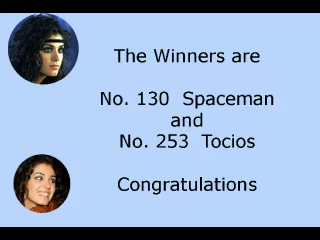 The Winners are
No. 130  Spaceman
and
No. 253  Tocios
Congratulations